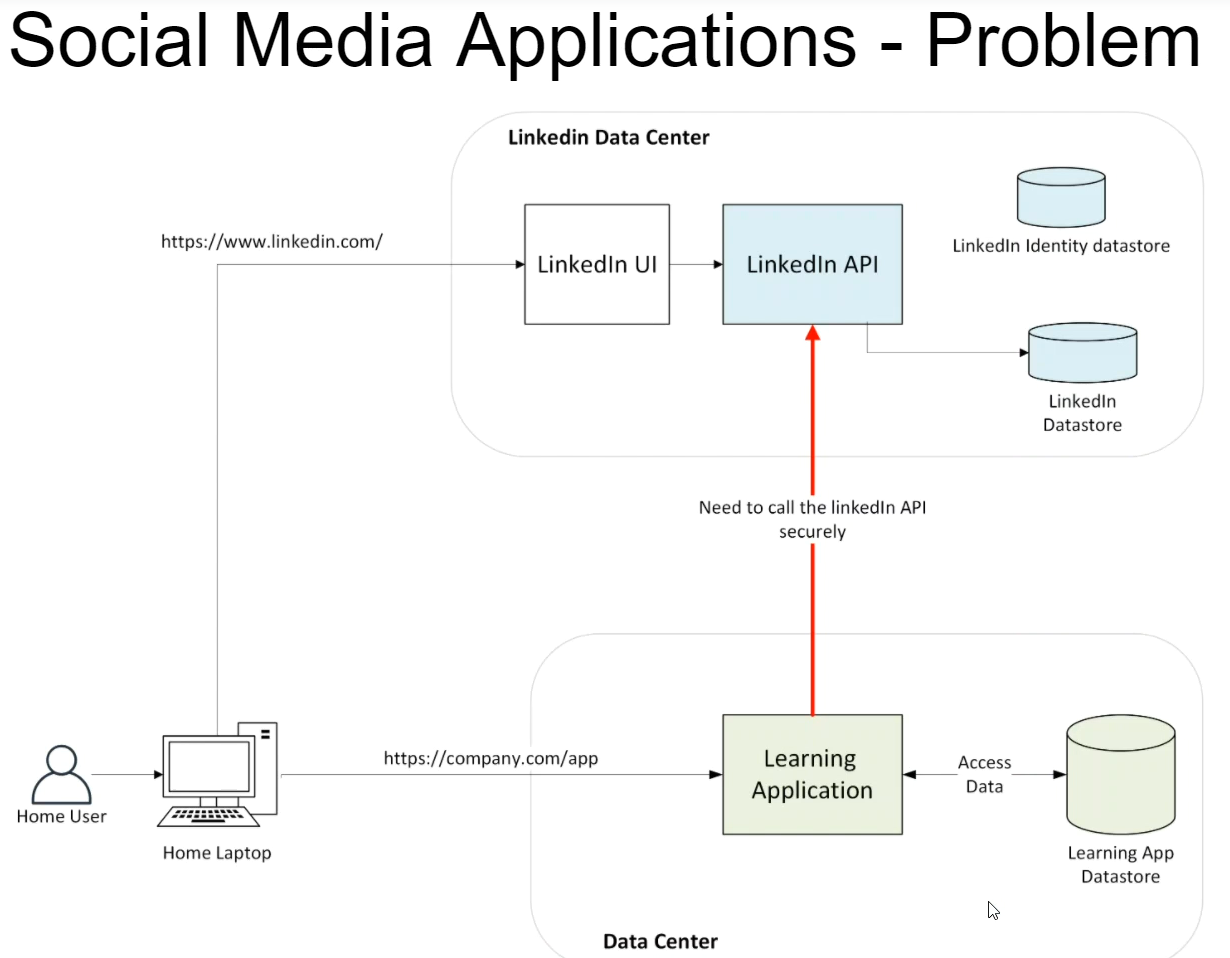 Social Media Applications - Problem
Linkedin Data Center
https://www.linkedin.com/
LinkedIn UI
LinkedIn API
LinkedIn Identity datastore
LinkedIn
Datastore
Need to call the linkedIn API
securely
https://company.com/app
Learning
Application
Access
Data
Home User
Home Laptop
Learning App
Datastore
Data Center